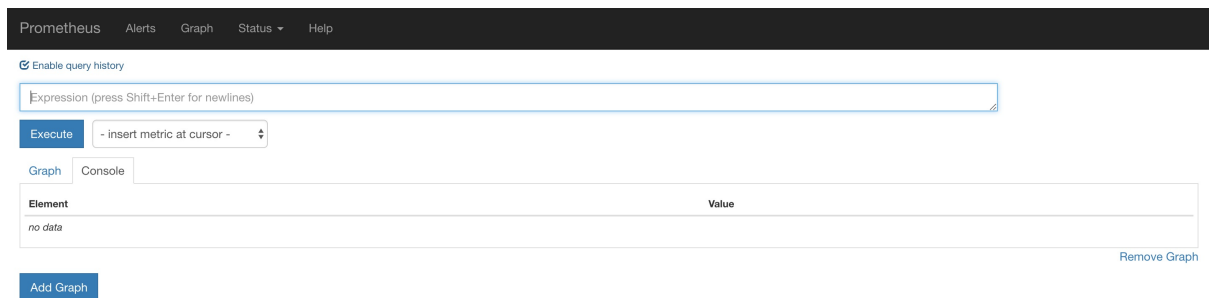 Prometheus Alerts Graph Status Help
Enable query history
Expression (press Shift+Enter for newlines)
Execute - insert metric at cursor -
Graph Console
Element Value
no data
Remove Graph
Add Graph